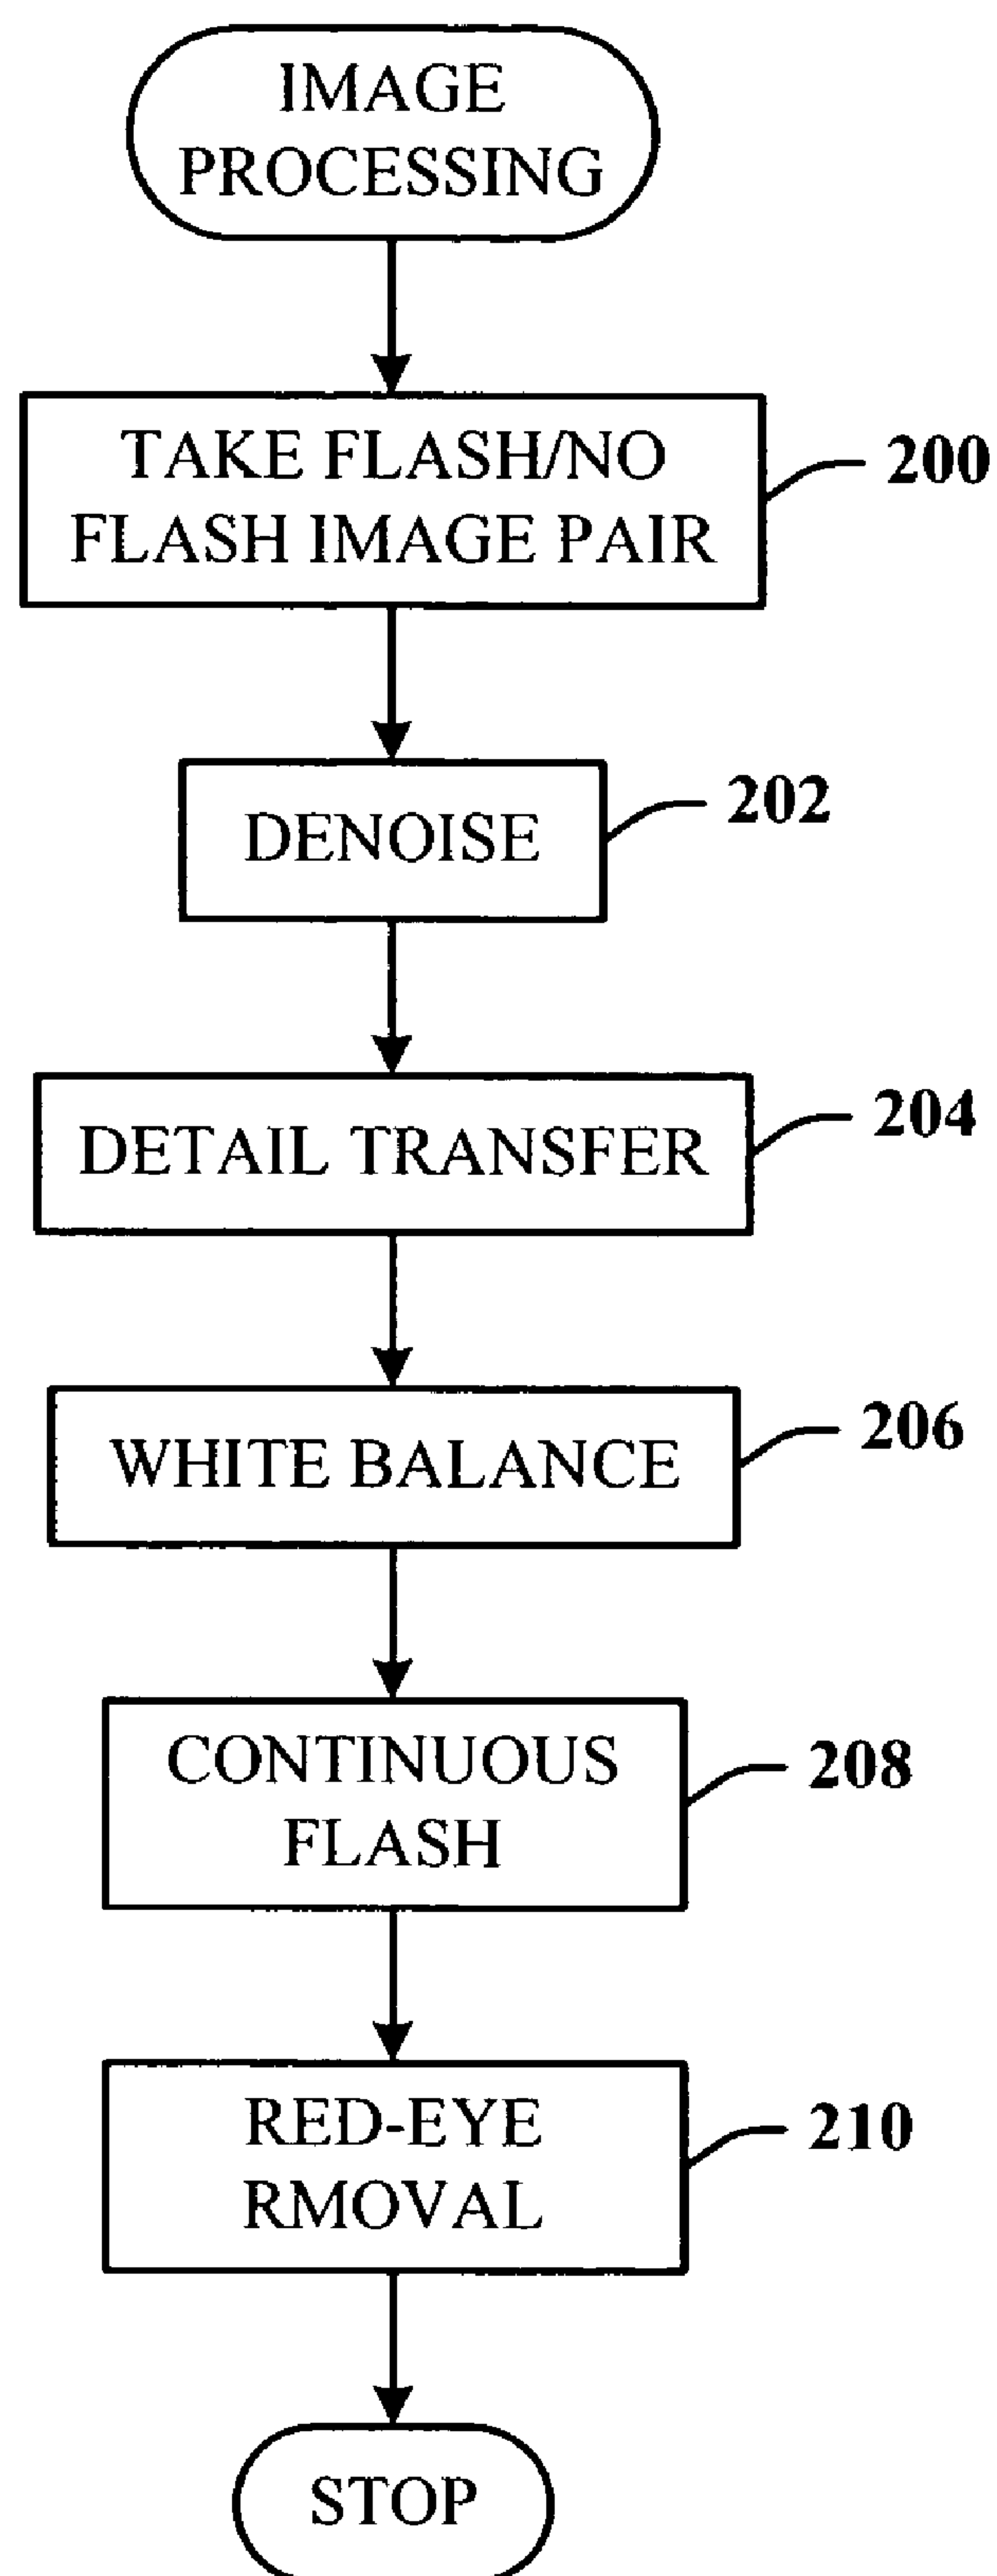 IMAGE
PROCESSING
TAKE FLASH/NO
FLASH IMAGE PAIR
200
DENOISE
202
DETAIL TRANSFER
204
WHITE BALANCE
206
CONTINUOUS
FLASH
208
RED-EYE
RMOVAL
210
STOP